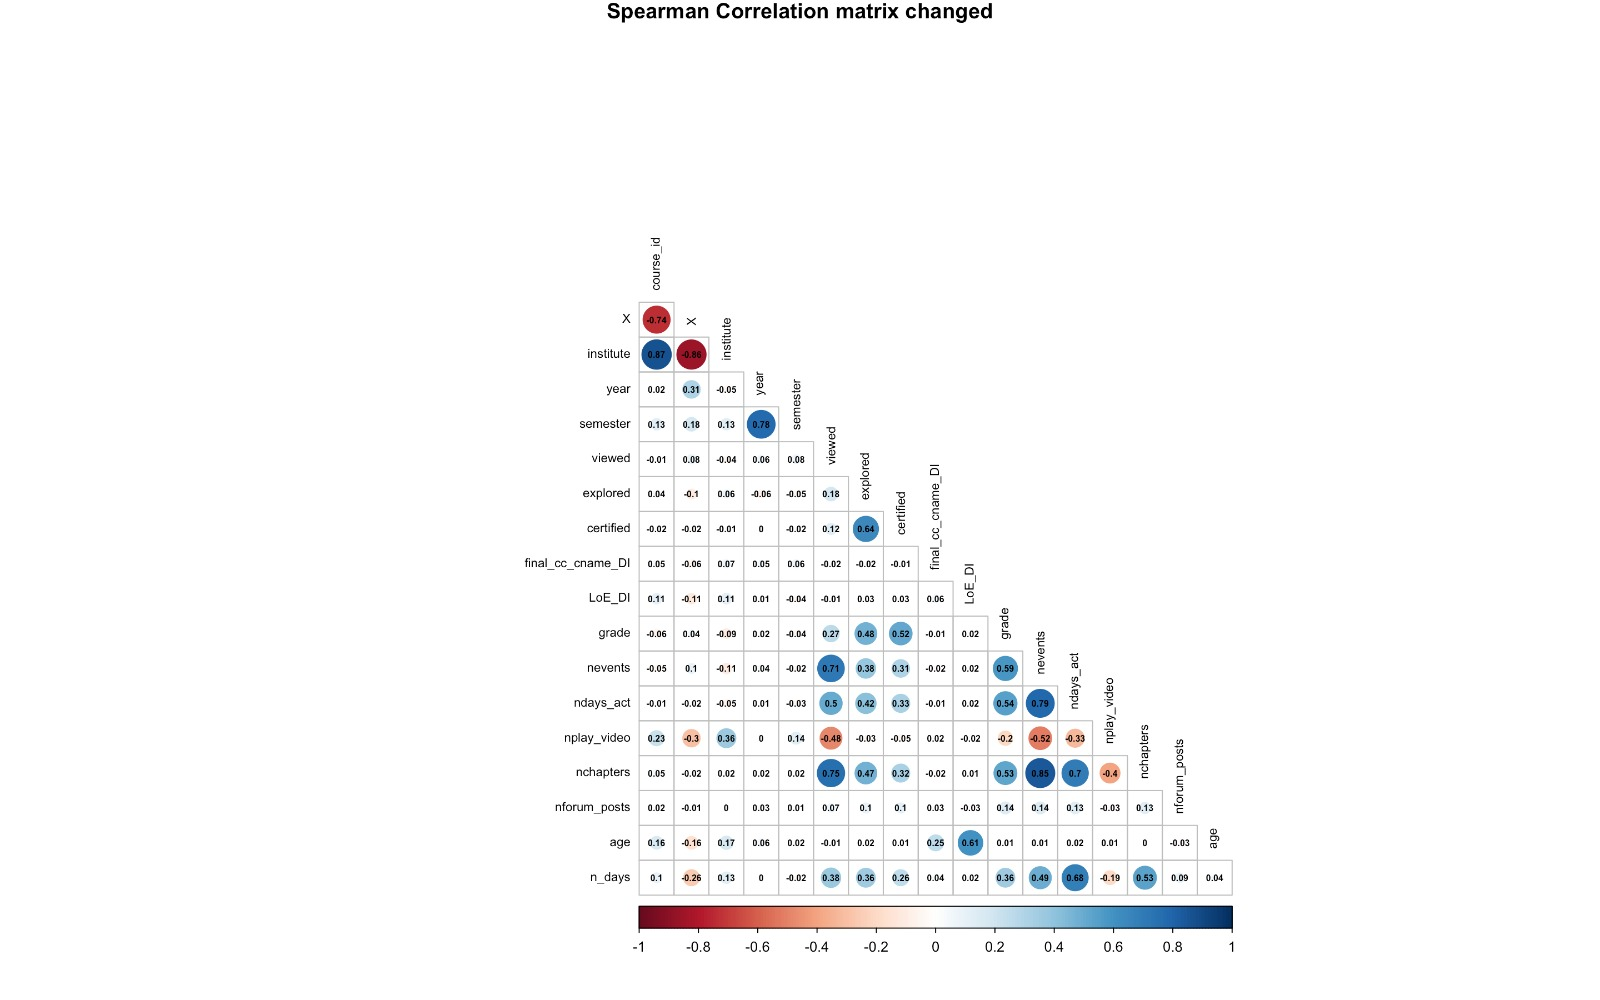 Spearman Correlation matrix changed
course_id
X -0.74 X
institute 0.87 -0.86 institute
year 0.02 0.31 -0.05 year
semester 0.13 0.18 0.13 0.78 semester
viewed -0.01 0.08 -0.04 0.06 0.08 viewed
explored 0.04 -0.1 0.06 -0.06 -0.05 0.18 explored
certified -0.02 -0.02 -0.01 0 -0.02 0.12 0.64 certified
final_cc_cname_DI 0.05 -0.06 0.07 0.05 0.06 -0.02 -0.02 -0.01 final_cc_cname_DI
LoE_DI 0.11 -0.11 0.11 0.01 -0.04 -0.01 0.03 0.03 0.06 LoE_DI
grade -0.06 0.04 -0.09 0.02 -0.04 0.27 0.48 0.52 -0.01 0.02 grade
nevents -0.05 0.1 -0.11 0.04 -0.02 0.71 0.38 0.31 -0.02 0.02 0.59 nevents
ndays_act -0.01 -0.02 -0.05 0.01 -0.03 0.5 0.42 0.33 -0.01 0.02 0.54 0.79 ndays_act
nplay_video 0.23 -0.3 0.36 0 0.14 -0.48 -0.03 -0.05 0.02 -0.02 -0.2 -0.52 -0.33 nplay_video
nchapters 0.05 -0.02 0.02 0.02 0.02 0.75 0.47 0.32 -0.02 0.01 0.53 0.85 0.7 -0.4 nchapters
nforum_posts 0.02 -0.01 0 0.03 0.01 0.07 0.1 0.1 0.03 -0.03 0.14 0.14 0.13 -0.03 0.13 nforum_posts
age 0.16 -0.16 0.17 0.06 0.02 -0.01 0.02 0.01 0.25 0.61 0.01 0.01 0.02 0.01 0 -0.03 age
n_days 0.1 -0.26 0.13 0 -0.02 0.38 0.36 0.26 0.04 0.02 0.36 0.49 0.68 -0.19 0.53 0.09 0.04
-1 -0.8 -0.6 -0.4 -0.2 0 0.2 0.4 0.6 0.8 1